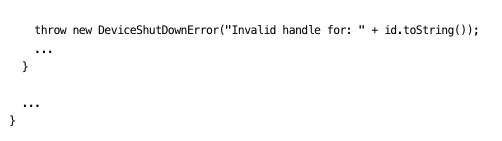 throw new DeviceShutDownError("Invalid handle for: " + id.toString());
...
}
...
}